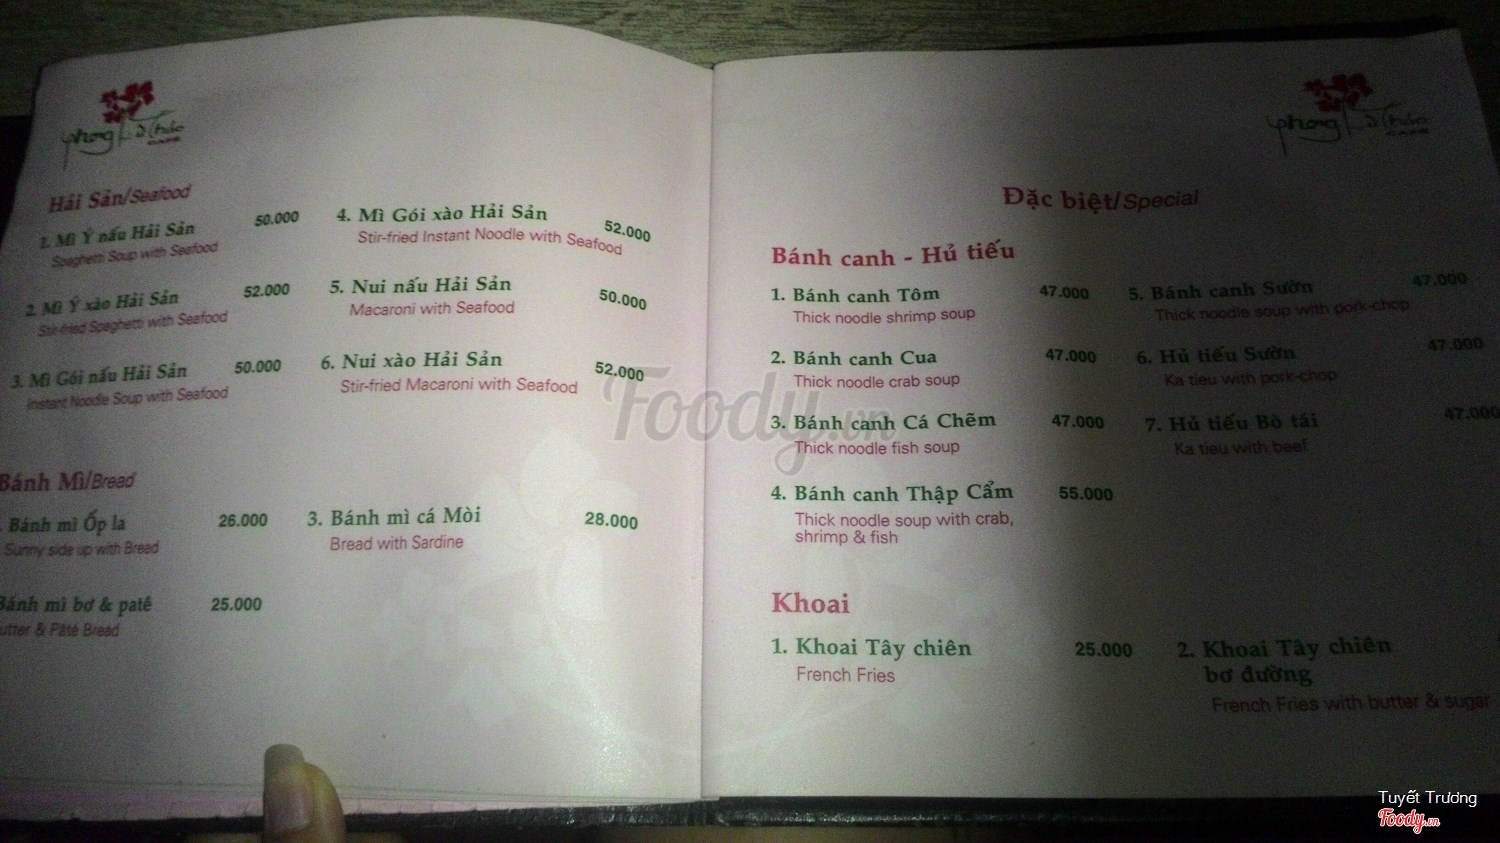 Phong Lữ Thảo
CAFE
Hải Sản/Seafood
1. Mì Ý nấu Hải Sản 50.000
Spaghetti Soup with Seafood
2. Mì Ý xào Hải Sản 52.000
Stir-fried Spaghetti with Seafood
3. Mì Gói nấu Hải Sản 50.000
Instant Noodle Soup with Seafood
4. Mì Gói xào Hải Sản 52.000
Stir-fried Instant Noodle with Seafood
5. Nui nấu Hải Sản 50.000
Macaroni with Seafood
6. Nui xào Hải Sản 52.000
Stir-fried Macaroni with Seafood
Bánh Mì/Bread
. Bánh mì Ốp la 26.000
Sunny side up with Bread
Bánh mì bơ & patê 25.000
utter & Pâté Bread
3. Bánh mì cá Mòi 28.000
Bread with Sardine
Phong Lữ Thảo
CAFE
Đặc biệt/Special
Bánh canh - Hủ tiếu
1. Bánh canh Tôm 47.000
Thick noodle shrimp soup
2. Bánh canh Cua 47.000
Thick noodle crab soup
3. Bánh canh Cá Chẽm 47.000
Thick noodle fish soup
4. Bánh canh Thập Cẩm 55.000
Thick noodle soup with crab,
shrimp & fish
5. Bánh canh Sườn 47.000
Thick noodle soup with pork-chop
6. Hủ tiếu Sườn 47.000
Ka tieu with pork-chop
7. Hủ tiếu Bò tái 47.000
Ka tieu with beef
Khoai
1. Khoai Tây chiên 25.000
French Fries
2. Khoai Tây chiên
bơ đường
French Fries with butter & sugar
Foody.vn
Tuyết Trương
Foody.vn